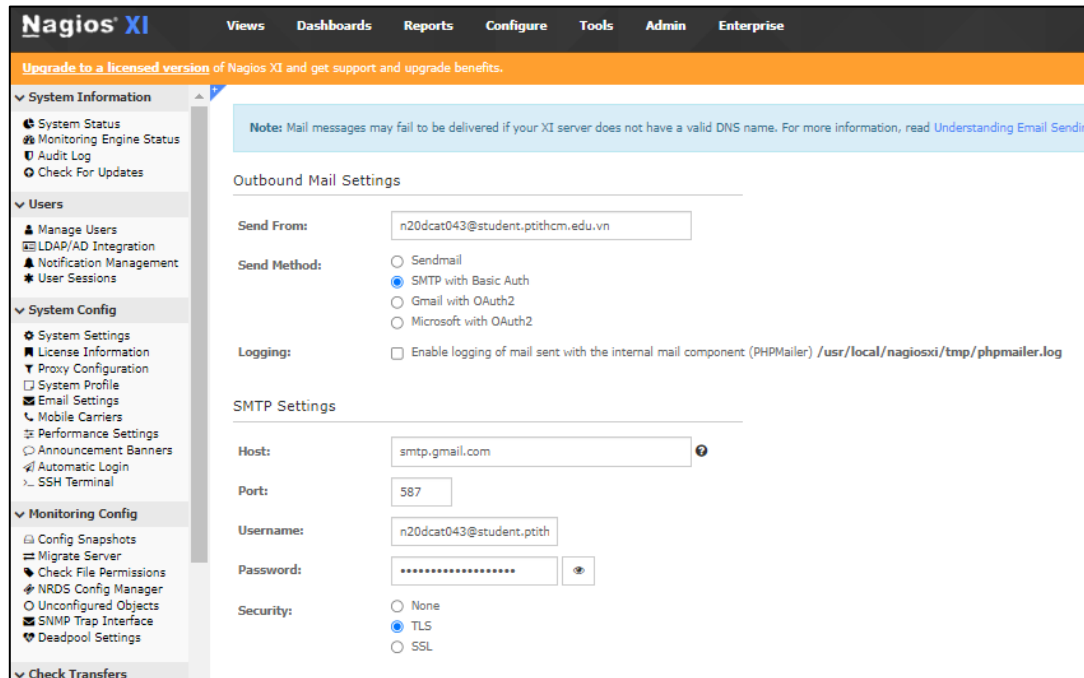 Nagios XI Views Dashboards Reports Configure Tools Admin Enterprise
Upgrade to a licensed version of Nagios XI and get support and upgrade benefits.
System Information
System Status
Monitoring Engine Status
Audit Log
Check For Updates
Users
Manage Users
LDAP/AD Integration
Notification Management
User Sessions
System Config
System Settings
License Information
Proxy Configuration
System Profile
Email Settings
Mobile Carriers
Performance Settings
Announcement Banners
Automatic Login
SSH Terminal
Monitoring Config
Config Snapshots
Migrate Server
Check File Permissions
NRDS Config Manager
Unconfigured Objects
SNMP Trap Interface
Deadpool Settings
Check Transfers
Note: Mail messages may fail to be delivered if your XI server does not have a valid DNS name. For more information, read Understanding Email Sendin
Outbound Mail Settings
Send From: n20dcat043@student.ptithcm.edu.vn
Send Method: Sendmail
SMTP with Basic Auth
Gmail with OAuth2
Microsoft with OAuth2
Logging: Enable logging of mail sent with the internal mail component (PHPMailer) /usr/local/nagiosxi/tmp/phpmailer.log
SMTP Settings
Host: smtp.gmail.com
Port: 587
Username: n20dcat043@student.ptith
Password: •••••••••••••••••••
Security: None
TLS
SSL